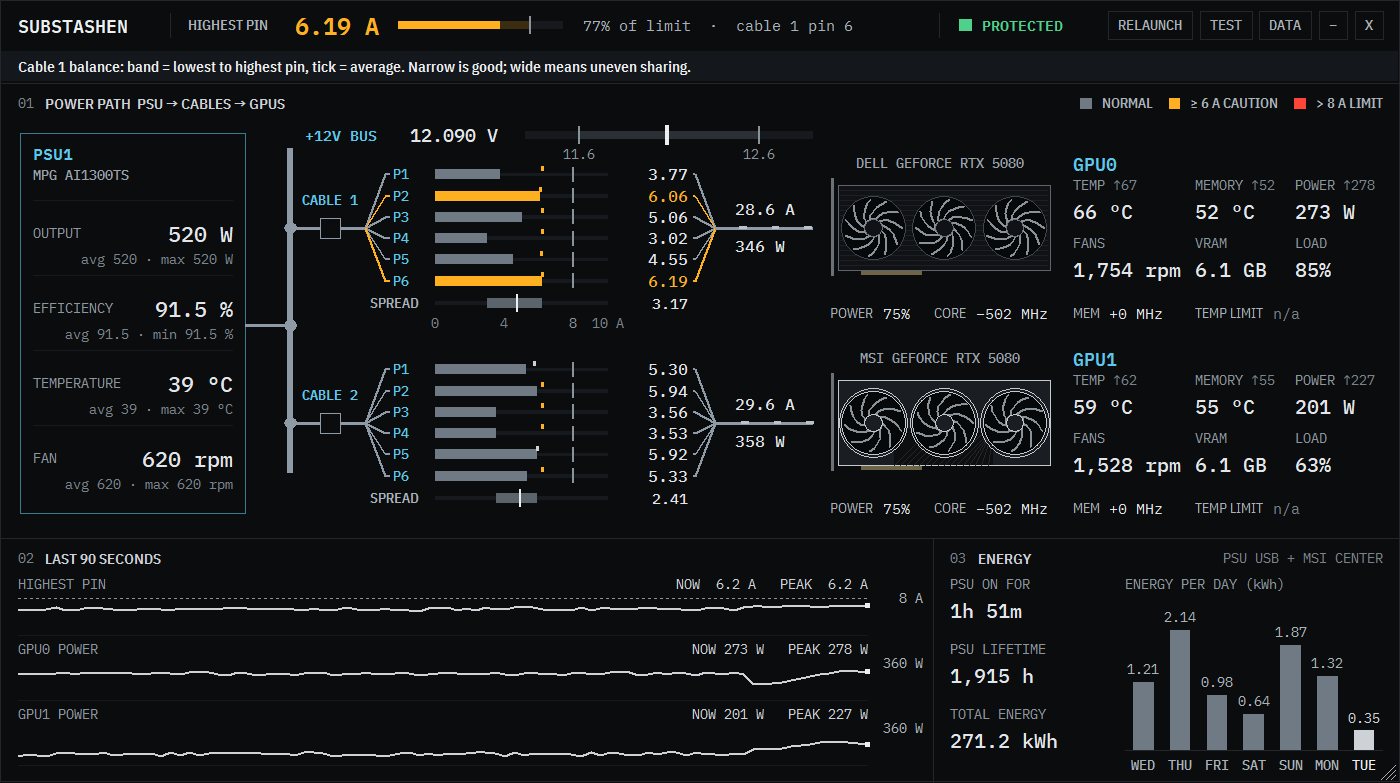 SUBSTASHEN HIGHEST PIN 6.19 A 77% of limit · cable 1 pin 6 PROTECTED RELAUNCH TEST DATA − X
Cable 1 balance: band = lowest to highest pin, tick = average. Narrow is good; wide means uneven sharing.
01 POWER PATH PSU → CABLES → GPUS NORMAL ≥ 6 A CAUTION > 8 A LIMIT
PSU1
MPG AI1300TS
OUTPUT 520 W
avg 520 · max 520 W
EFFICIENCY 91.5 %
avg 91.5 · min 91.5 %
TEMPERATURE 39 °C
avg 39 · max 39 °C
FAN 620 rpm
avg 620 · max 620 rpm
+12V BUS 12.090 V
11.6 12.6
CABLE 1
P1 3.77
P2 6.06
P3 5.06
P4 3.02
P5 4.55
P6 6.19
SPREAD 3.17
0 4 8 10 A
28.6 A
346 W
DELL GEFORCE RTX 5080
GPU0
TEMP ↑67 MEMORY ↑52 POWER ↑278
66 °C 52 °C 273 W
FANS VRAM LOAD
1,754 rpm 6.1 GB 85%
POWER 75% CORE −502 MHz MEM +0 MHz TEMP LIMIT n/a
CABLE 2
P1 5.30
P2 5.94
P3 3.56
P4 3.53
P5 5.92
P6 5.33
SPREAD 2.41
29.6 A
358 W
MSI GEFORCE RTX 5080
GPU1
TEMP ↑62 MEMORY ↑55 POWER ↑227
59 °C 55 °C 201 W
FANS VRAM LOAD
1,528 rpm 6.1 GB 63%
POWER 75% CORE −502 MHz MEM +0 MHz TEMP LIMIT n/a
02 LAST 90 SECONDS
HIGHEST PIN NOW 6.2 A PEAK 6.2 A
8 A
GPU0 POWER NOW 273 W PEAK 278 W
360 W
GPU1 POWER NOW 201 W PEAK 227 W
360 W
03 ENERGY PSU USB + MSI CENTER
PSU ON FOR
1h 51m
PSU LIFETIME
1,915 h
TOTAL ENERGY
271.2 kWh
ENERGY PER DAY (kWh)
1.21 2.14 0.98 0.64 1.87 1.32 0.35
WED THU FRI SAT SUN MON TUE